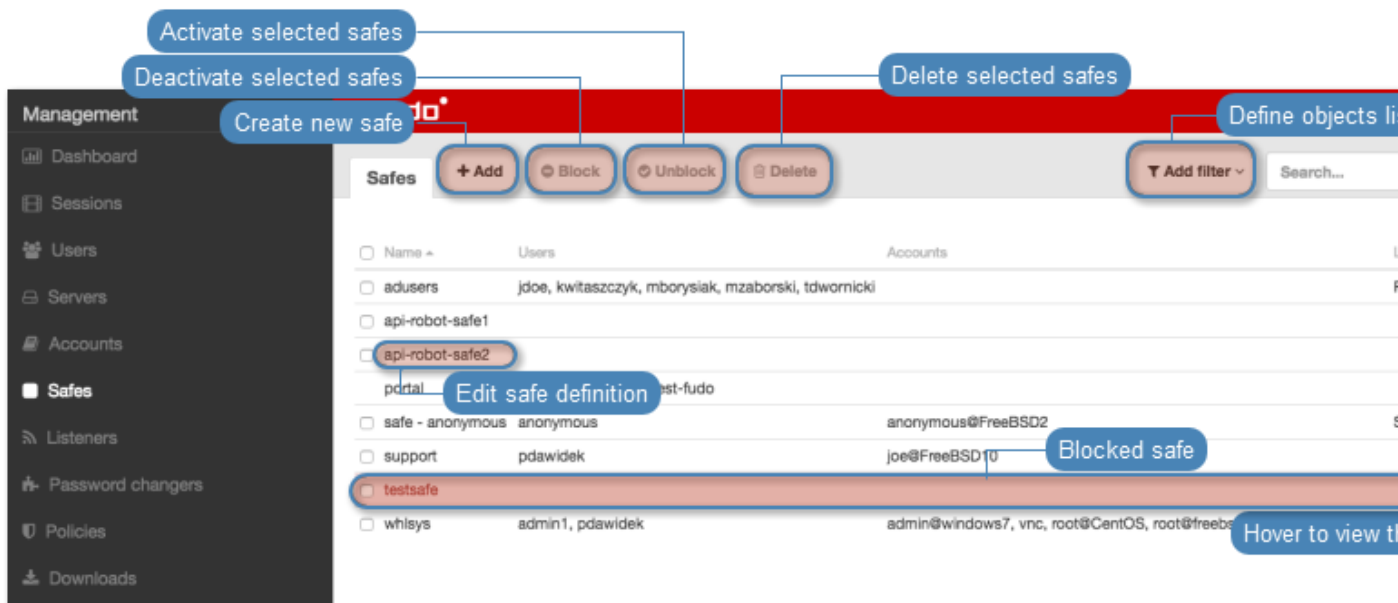 Activate selected safes
Deactivate selected safes
Delete selected safes
Management
Create new safe
Define objects
Dashboard
Safes
+ Add
Block
Unblock
Delete
Add filter
Search...
Sessions
Users
Name
Users
Accounts
adusers
jdoe, kwitaszczyk, mborysiak, mzaborski, tdwornicki
Servers
api-robot-safe1
Accounts
api-robot-safe2
Safes
portal
Edit safe definition
est-fudo
safe - anonymous
anonymous
anonymous@FreeBSD2
Listeners
support
pdawidek
joe@FreeBSD10
Blocked safe
Password changers
testsafe
Policies
whlsys
admin1, pdawidek
admin@windows7, vnc, root@CentOS,
Hover to view
Downloads